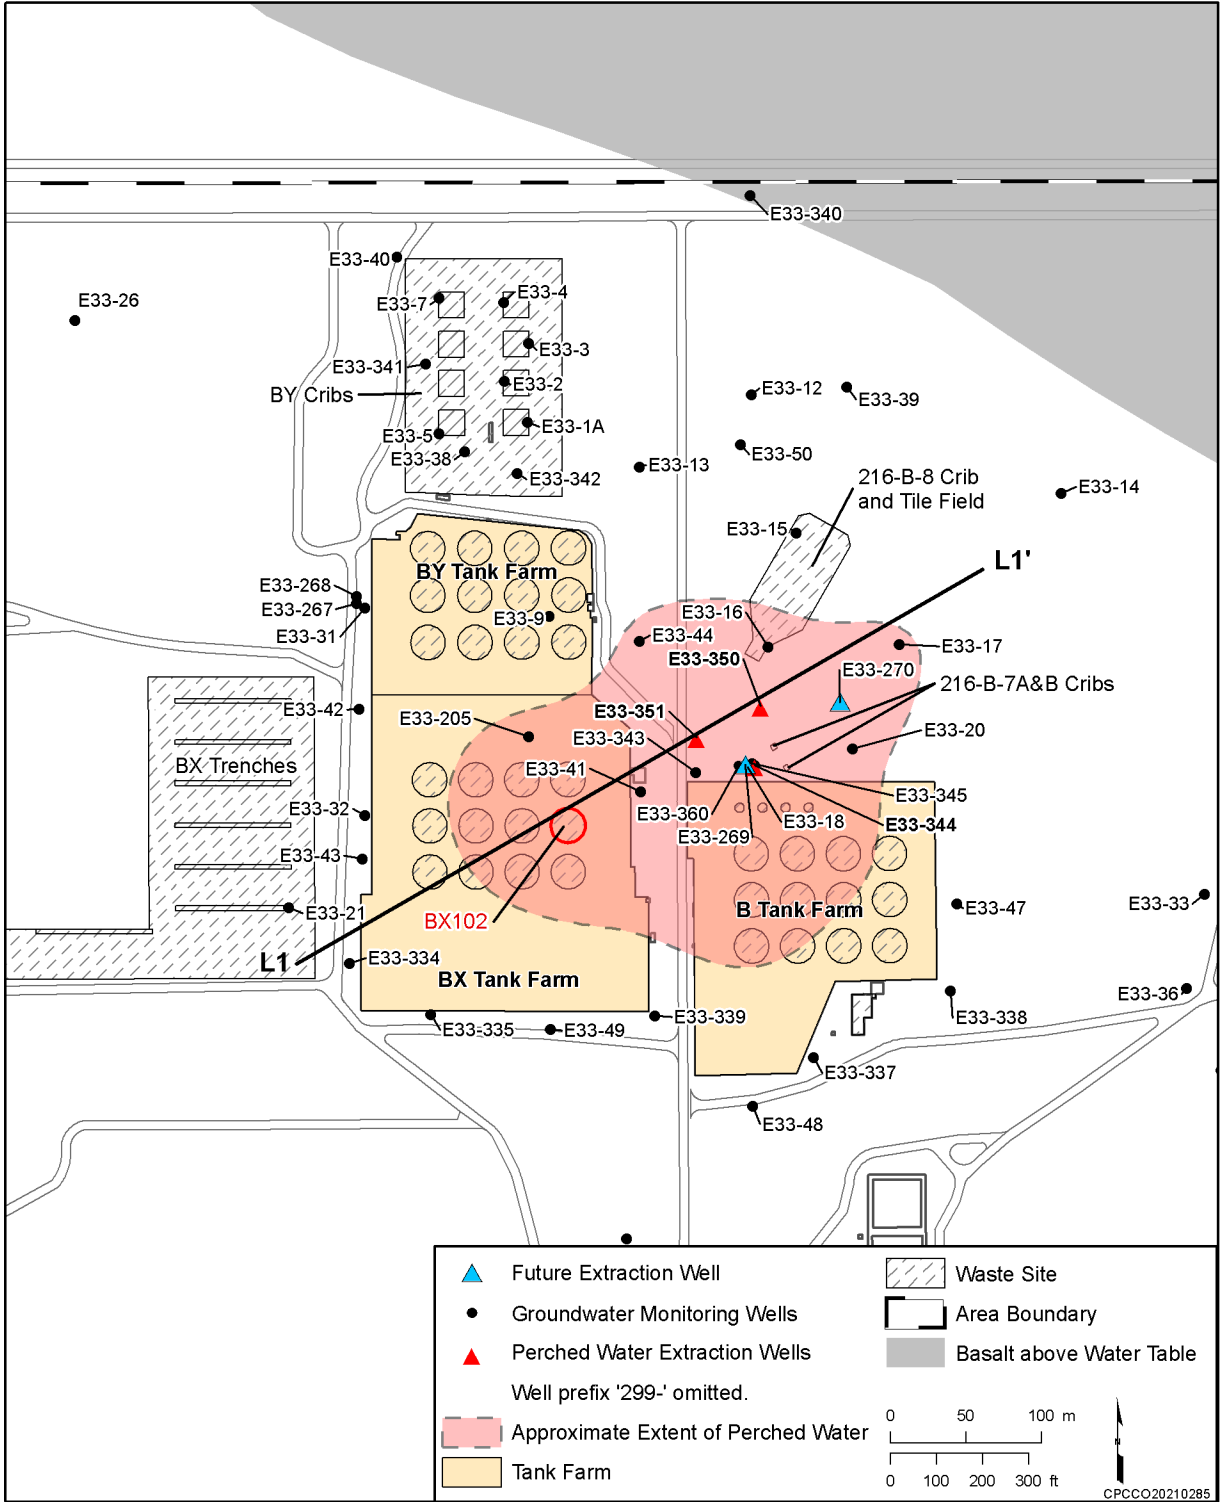 E33-340
E33-40
E33-26
E33-7
E33-4
E33-3
E33-341
E33-2
BY Cribs
E33-12
E33-39
E33-1A
E33-5
E33-38
E33-50
E33-13
E33-342
216-B-8 Crib
and Tile Field
E33-14
E33-15
L1'
BY Tank Farm
E33-268
E33-267
E33-31
E33-9
E33-16
E33-44
E33-17
E33-350
E33-270
216-B-7A&B Cribs
E33-42
E33-205
E33-351
E33-343
E33-20
BX Trenches
E33-41
E33-345
E33-32
E33-360
E33-18
E33-344
E33-269
E33-43
E33-21
BX102
B Tank Farm
E33-47
E33-33
L1
E33-334
BX Tank Farm
E33-36
E33-338
E33-335
E33-49
E33-339
E33-337
E33-48
Future Extraction Well
Groundwater Monitoring Wells
Perched Water Extraction Wells
Well prefix '299-' omitted.
Approximate Extent of Perched Water
Tank Farm
Waste Site
Area Boundary
Basalt above Water Table
0 50 100 m
0 100 200 300 ft
N
CPCCO20210285